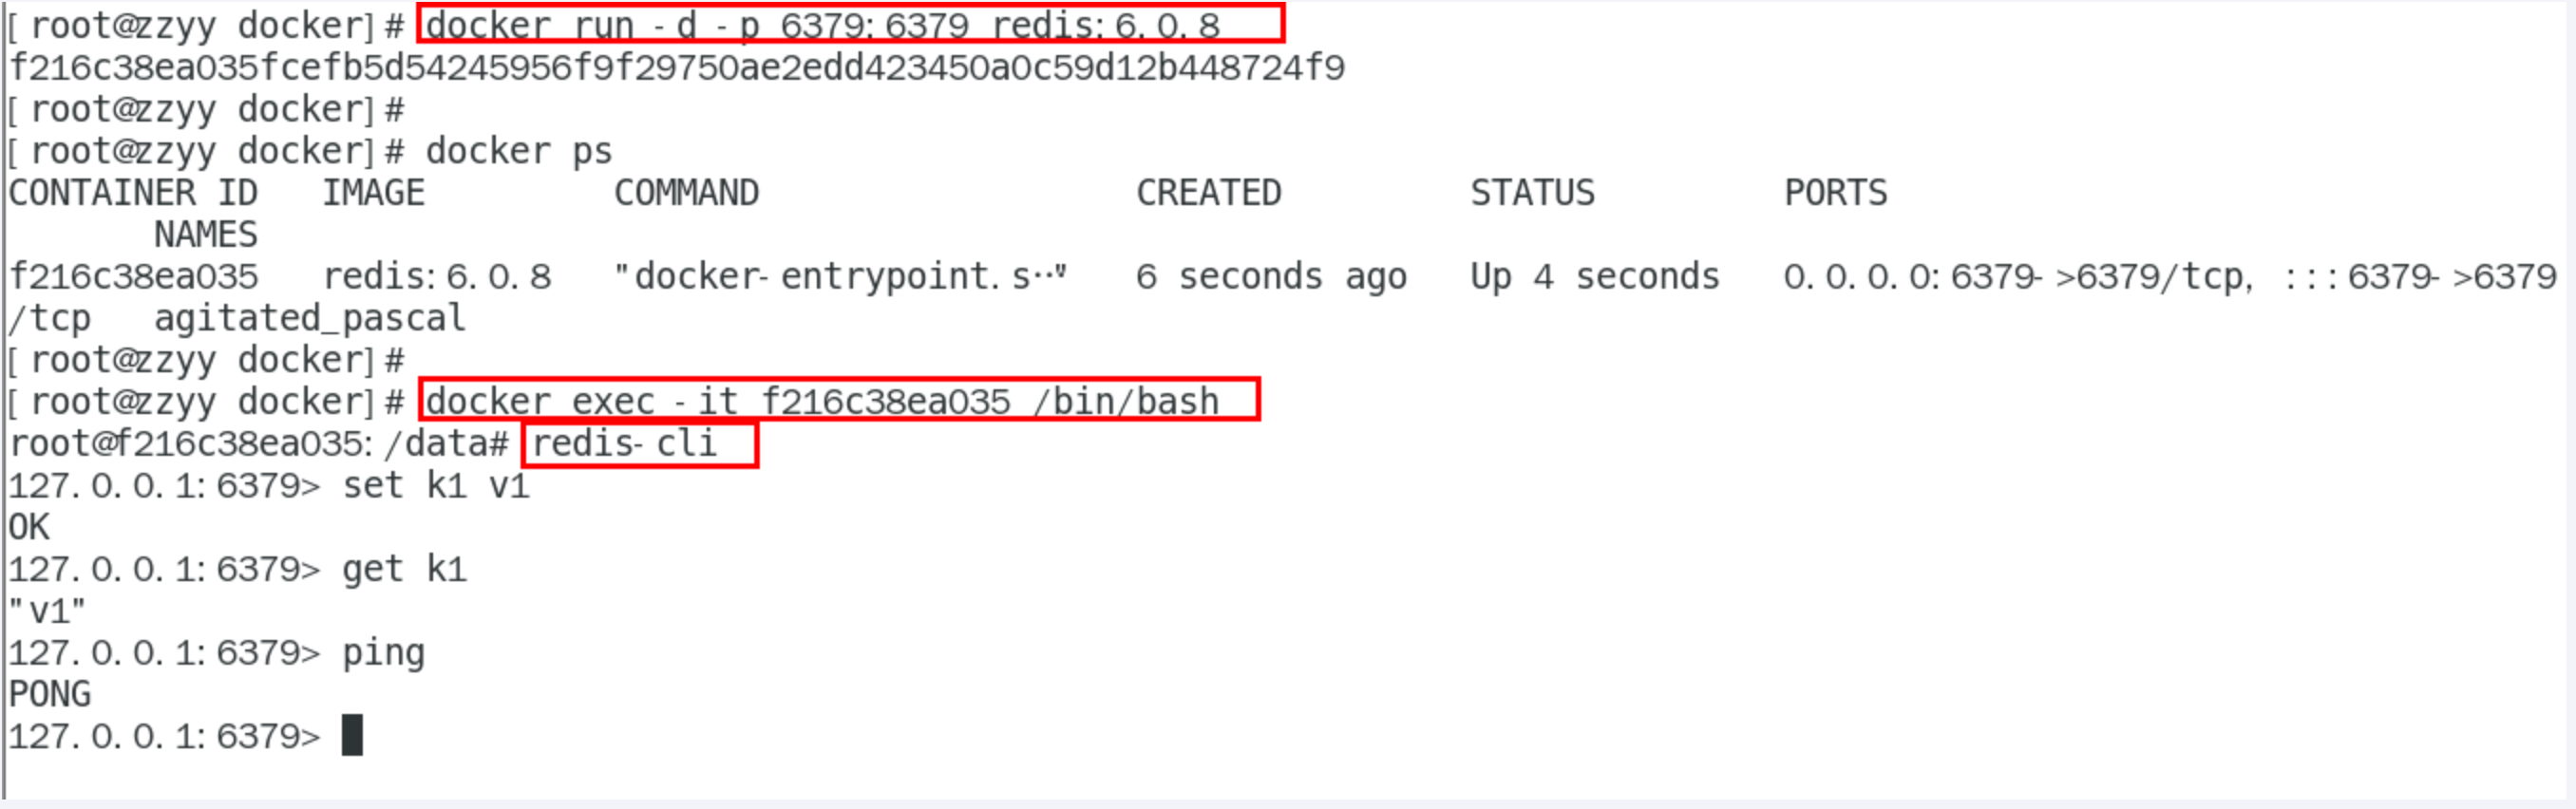 [root@zzyy docker]# docker run -d -p 6379:6379 redis:6.0.8
f216c38ea035fcefb5d54245956f9f29750ae2edd423450a0c59d12b448724f9
[root@zzyy docker]#
[root@zzyy docker]# docker ps
CONTAINER ID   IMAGE         COMMAND                  CREATED         STATUS         PORTS
       NAMES
f216c38ea035   redis:6.0.8   "docker-entrypoint.s…"   6 seconds ago   Up 4 seconds   0.0.0.0:6379->6379/tcp, :::6379->6379
/tcp   agitated_pascal
[root@zzyy docker]#
[root@zzyy docker]# docker exec -it f216c38ea035 /bin/bash
root@f216c38ea035:/data# redis-cli
127.0.0.1:6379> set k1 v1
OK
127.0.0.1:6379> get k1
"v1"
127.0.0.1:6379> ping
PONG
127.0.0.1:6379>